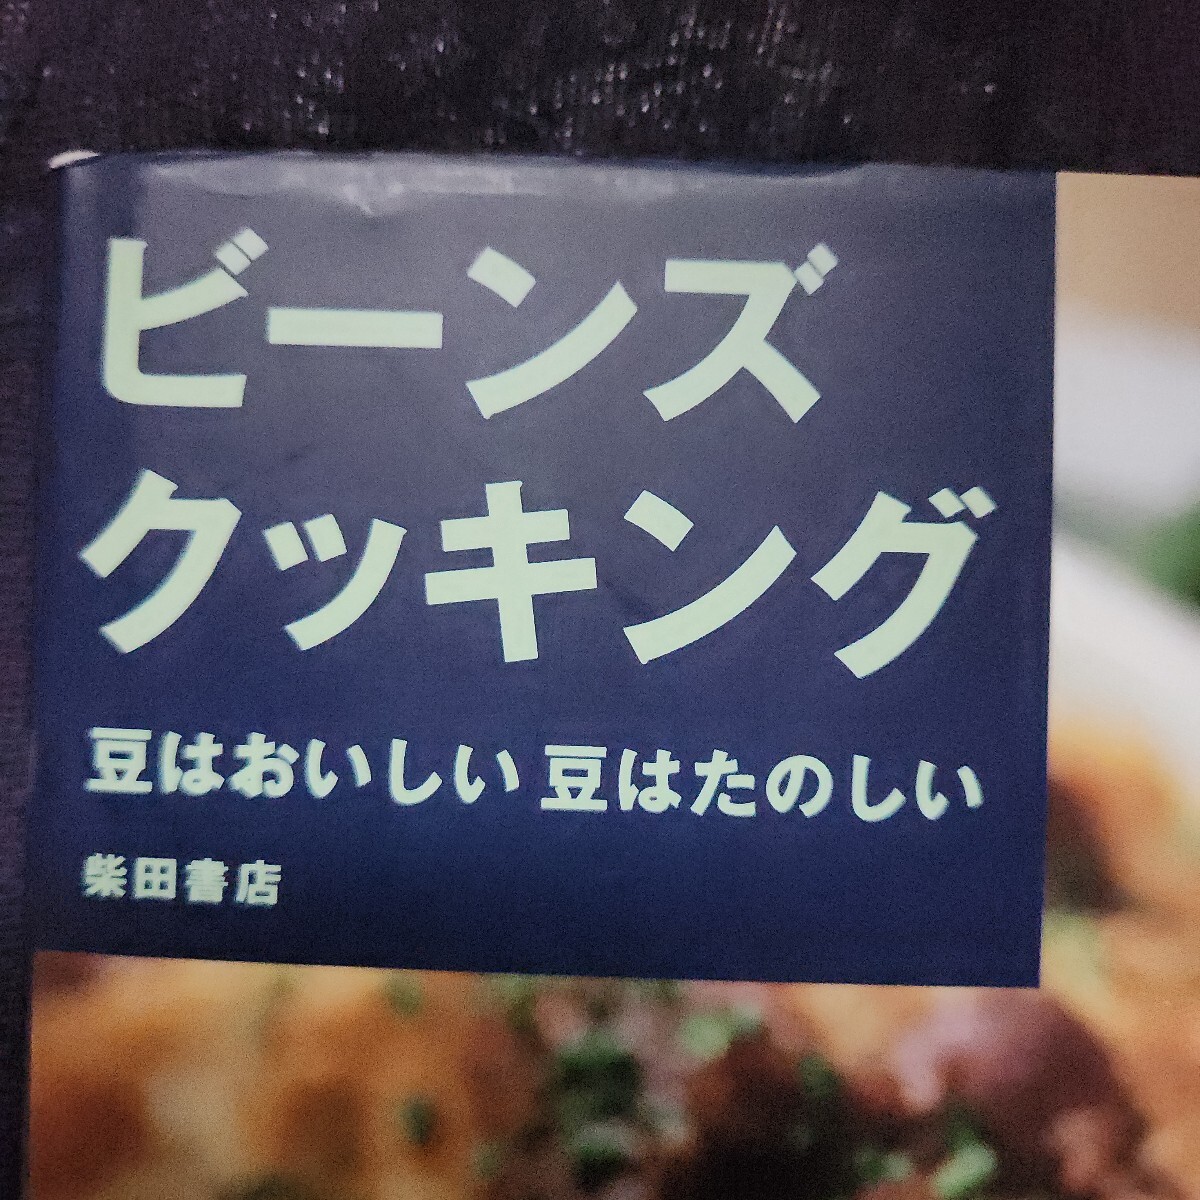 ビーンズ
クッキング
豆はおいしい 豆はたのしい
柴田書店